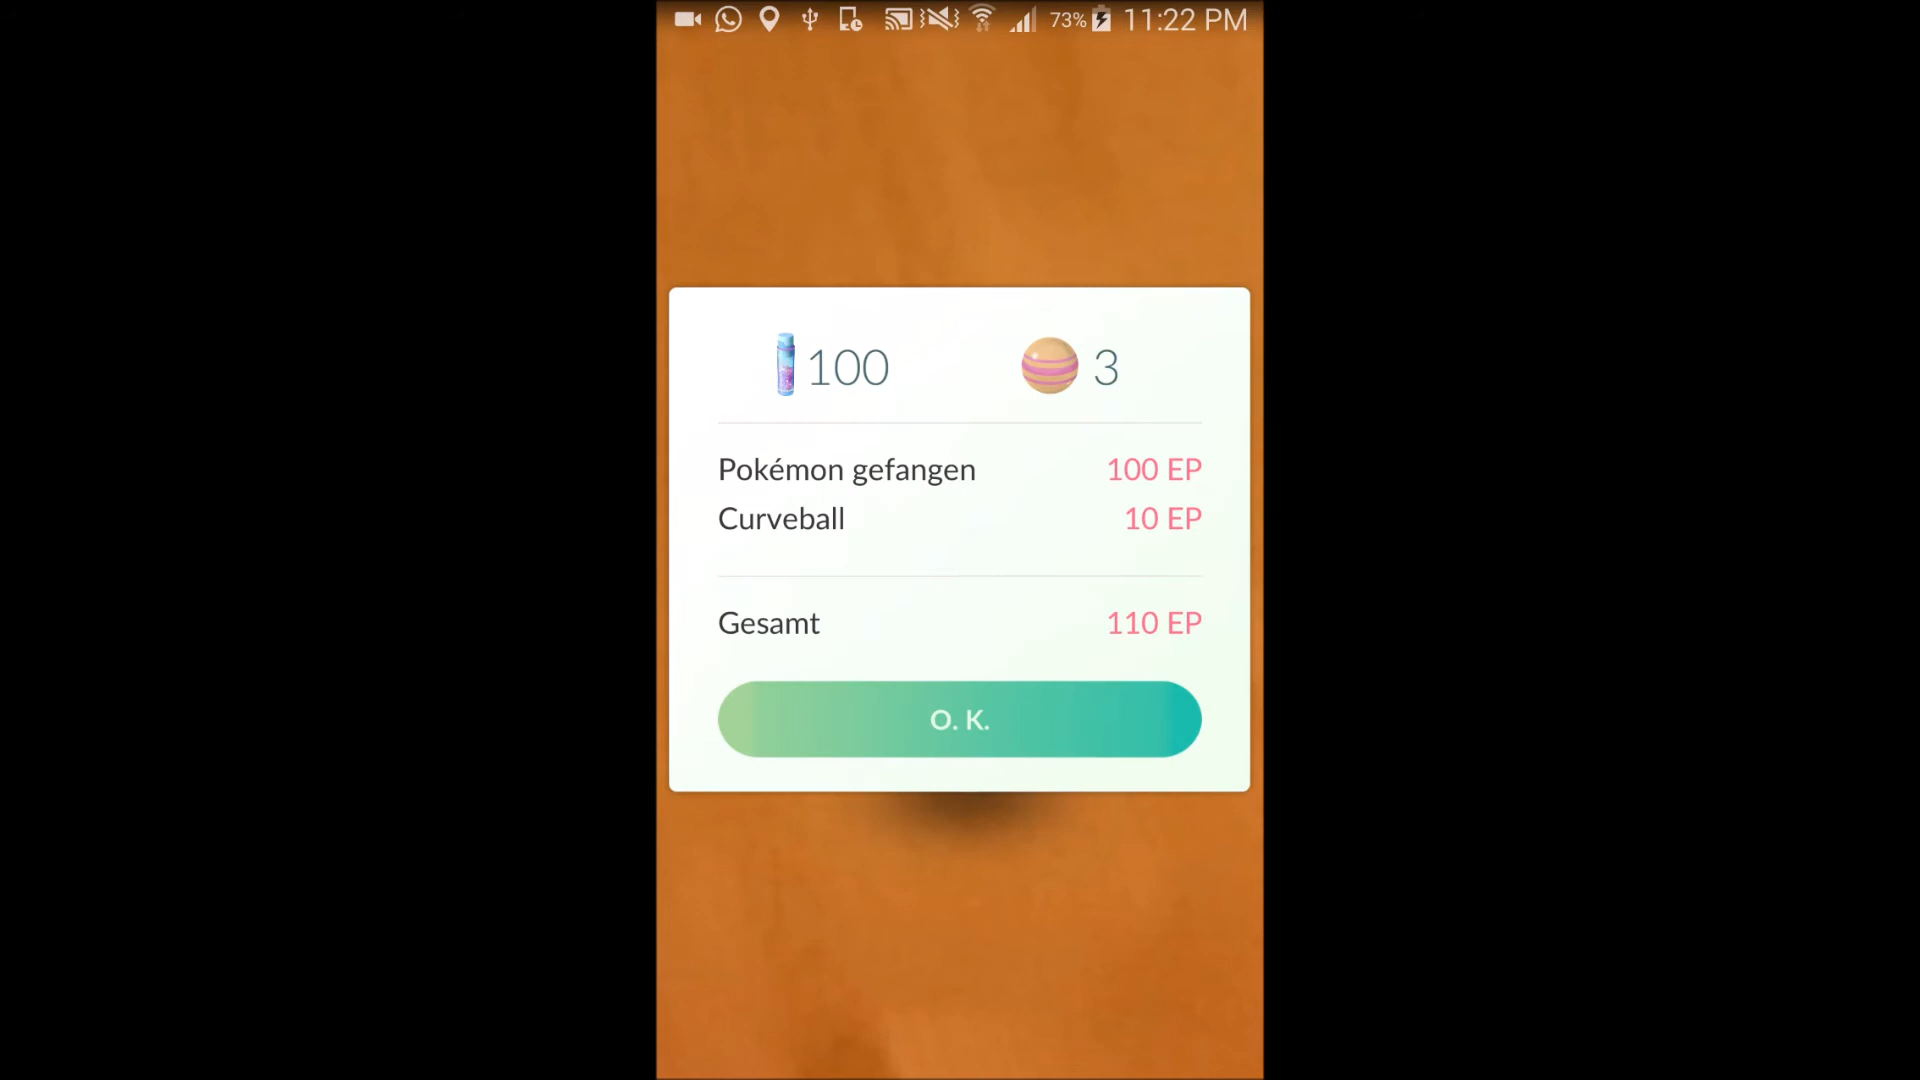 73% 11:22 PM
100 3
Pokémon gefangen 100 EP
Curveball 10 EP
Gesamt 110 EP
O. K.